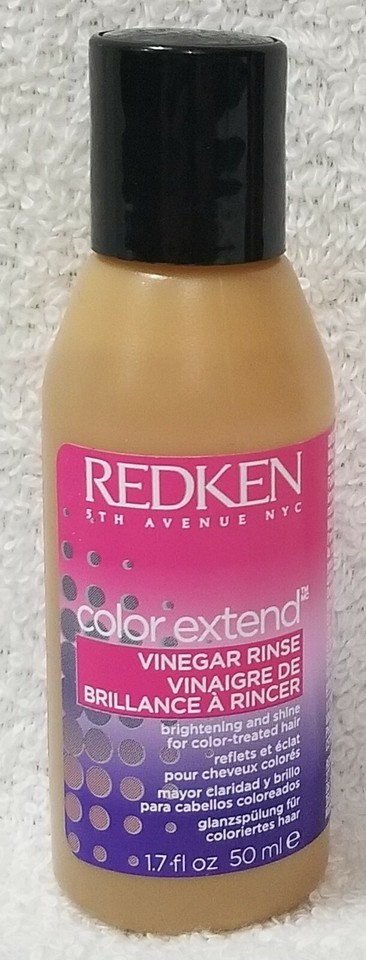 REDKEN
5TH AVENUE NYC
color extend™
VINEGAR RINSE
VINAIGRE DE
BRILLANCE À RINCER
brightening and shine
for color-treated hair
reflets et éclat
pour cheveux colorés
mayor claridad y brillo
para cabellos coloreados
glanzspülung für
coloriertes haar
1.7 fl oz 50 ml e